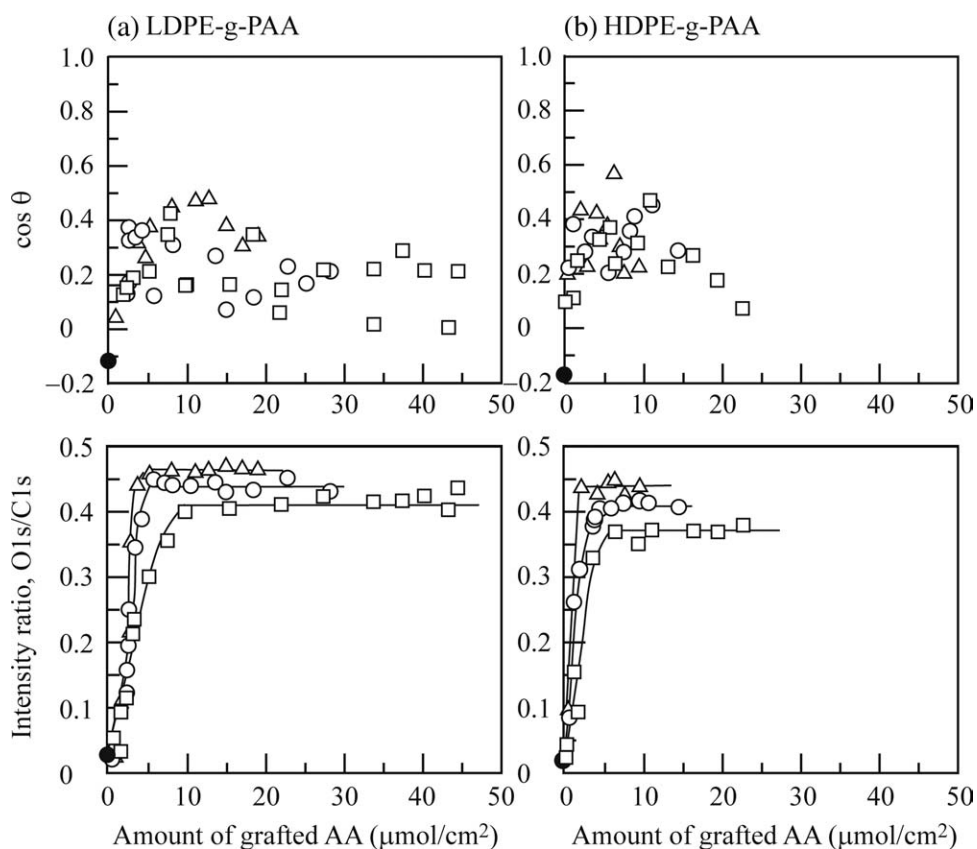 (a) LDPE-g-PAA
(b) HDPE-g-PAA
cos θ
1.0
0.8
0.6
0.4
0.2
0
–0.2
0 10 20 30 40 50
1.0
0.8
0.6
0.4
0.2
0
–0.2
0 10 20 30 40 50
Intensity ratio, O1s/C1s
0.5
0.4
0.3
0.2
0.1
0
0 10 20 30 40 50
Amount of grafted AA (μmol/cm²)
0.5
0.4
0.3
0.2
0.1
0
0 10 20 30 40 50
Amount of grafted AA (μmol/cm²)